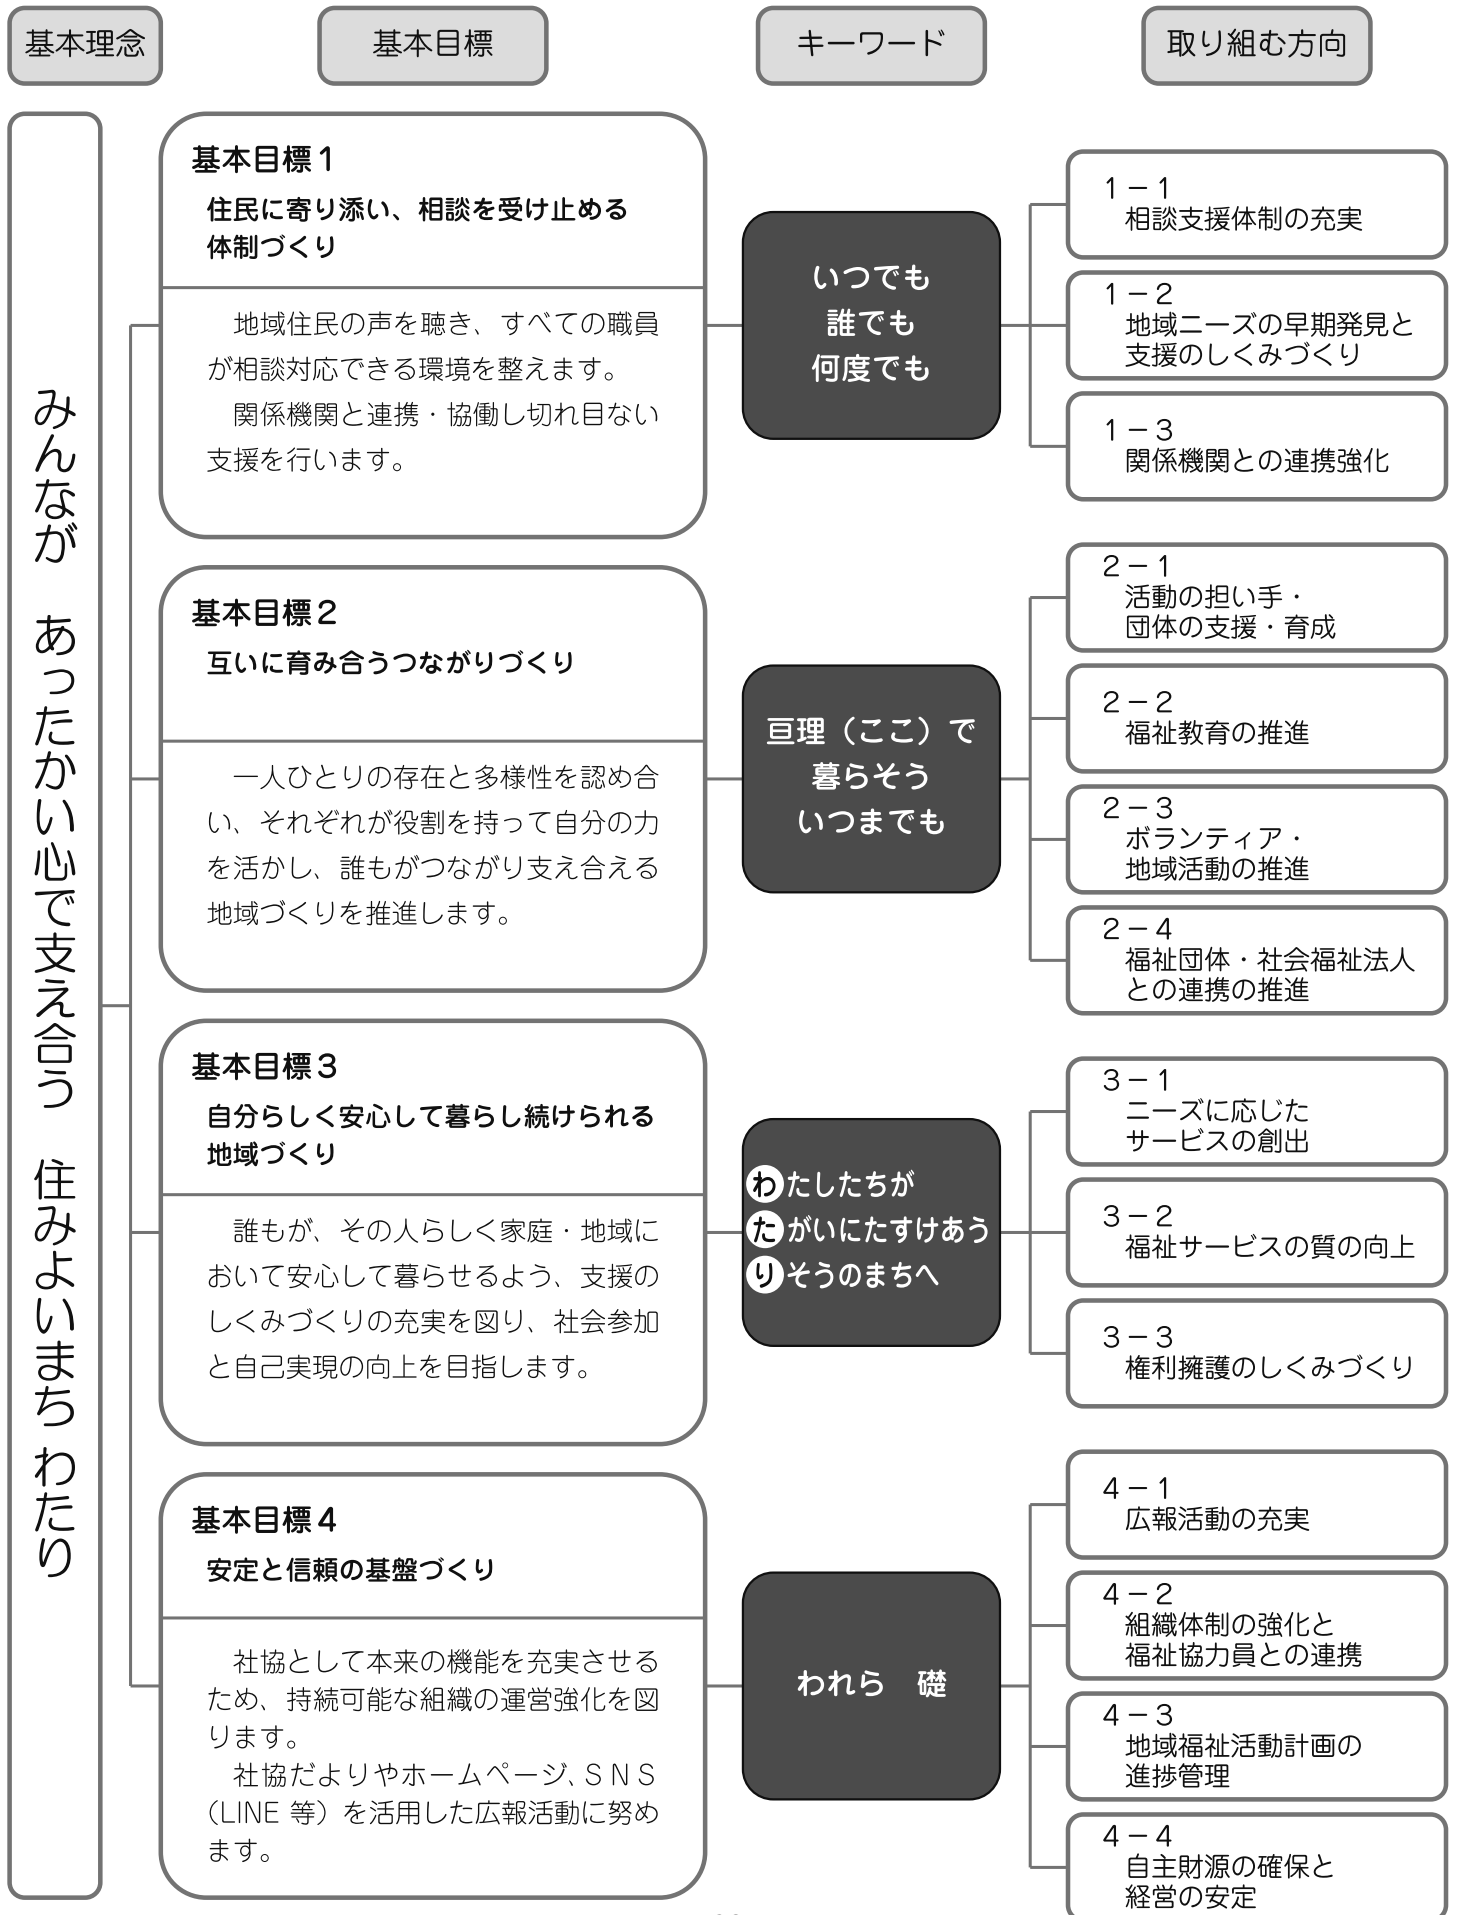 基本理念
基本目標
キーワード
取り組む方向
みんなが　あったかい心で支え合う　住みよいまち わたり
基本目標１
住民に寄り添い、相談を受け止める
体制づくり
地域住民の声を聴き、すべての職員
が相談対応できる環境を整えます。
関係機関と連携・協働し切れ目ない
支援を行います。
いつでも
誰でも
何度でも
１－１
相談支援体制の充実
１－２
地域ニーズの早期発見と
支援のしくみづくり
１－３
関係機関との連携強化
基本目標２
互いに育み合うつながりづくり
一人ひとりの存在と多様性を認め合
い、それぞれが役割を持って自分の力
を活かし、誰もがつながり支え合える
地域づくりを推進します。
亘理（ここ）で
暮らそう
いつまでも
２－１
活動の担い手・
団体の支援・育成
２－２
福祉教育の推進
２－３
ボランティア・
地域活動の推進
２－４
福祉団体・社会福祉法人
との連携の推進
基本目標３
自分らしく安心して暮らし続けられる
地域づくり
誰もが、その人らしく家庭・地域に
おいて安心して暮らせるよう、支援の
しくみづくりの充実を図り、社会参加
と自己実現の向上を目指します。
わたしたちが
たがいにたすけあう
りそうのまちへ
３－１
ニーズに応じた
サービスの創出
３－２
福祉サービスの質の向上
３－３
権利擁護のしくみづくり
基本目標４
安定と信頼の基盤づくり
社協として本来の機能を充実させる
ため、持続可能な組織の運営強化を図
ります。
社協だよりやホームページ、ＳＮＳ
（LINE 等）を活用した広報活動に努め
ます。
われら　礎
４－１
広報活動の充実
４－２
組織体制の強化と
福祉協力員との連携
４－３
地域福祉活動計画の
進捗管理
４－４
自主財源の確保と
経営の安定